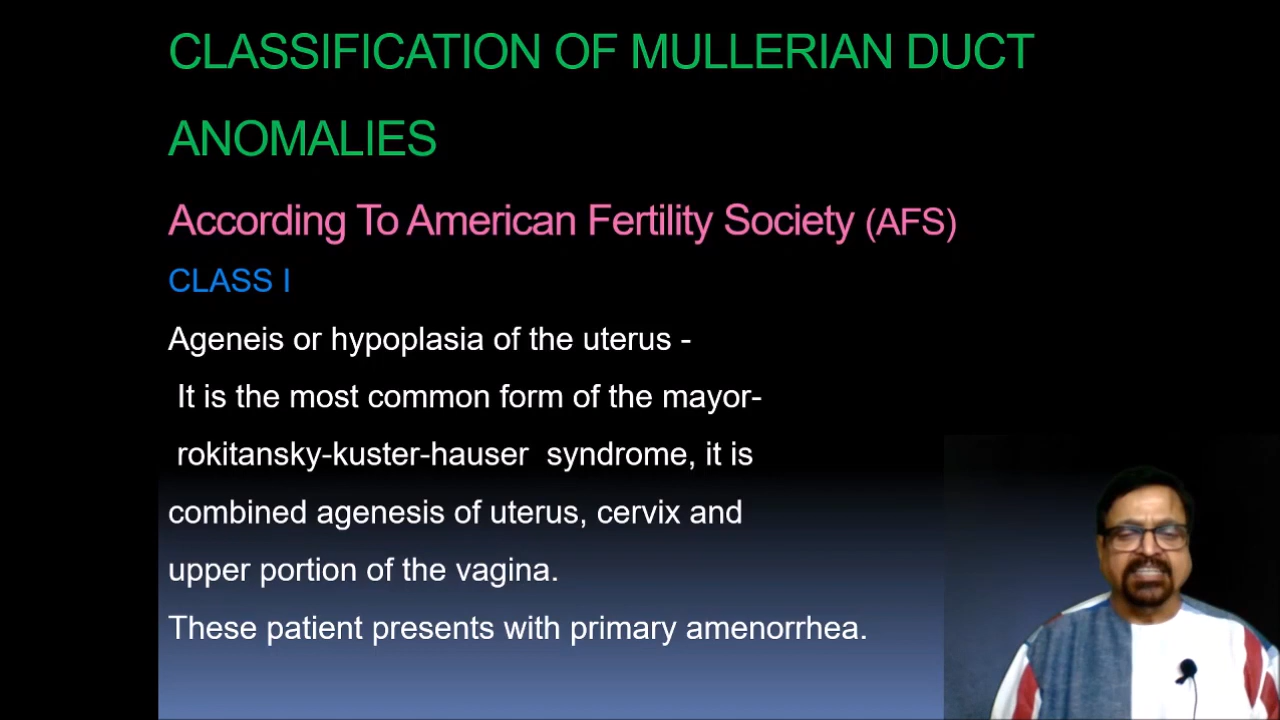 CLASSIFICATION OF MULLERIAN DUCT
ANOMALIES
According To American Fertility Society (AFS)
CLASS I
Ageneis or hypoplasia of the uterus -
It is the most common form of the mayor-
rokitansky-kuster-hauser syndrome, it is
combined agenesis of uterus, cervix and
upper portion of the vagina.
These patient presents with primary amenorrhea.